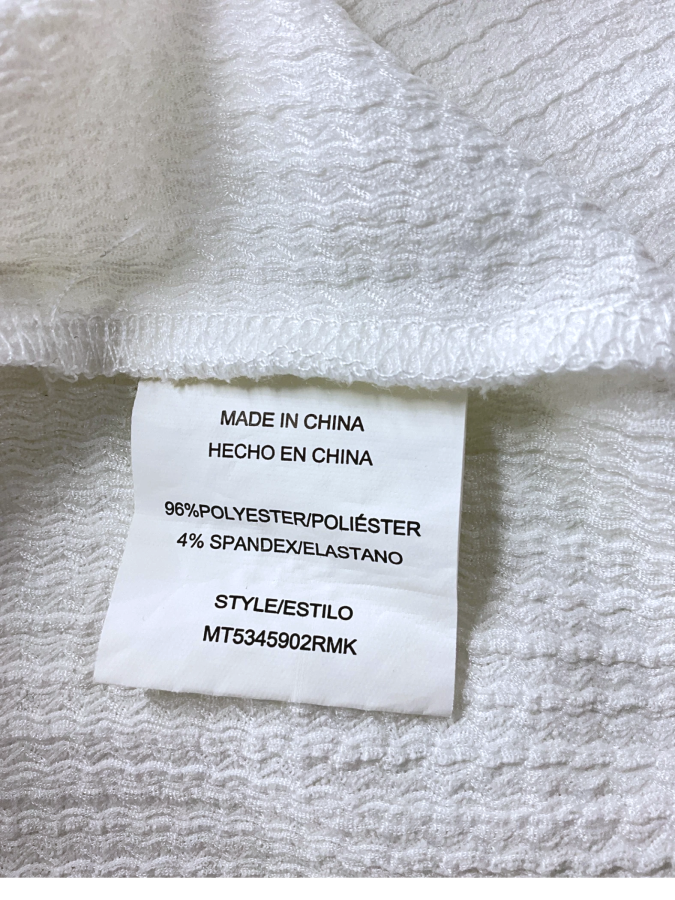 MADE IN CHINA
HECHO EN CHINA
96%POLYESTER/POLIÉSTER
4% SPANDEX/ELASTANO
STYLE/ESTILO
MT5345902RMK